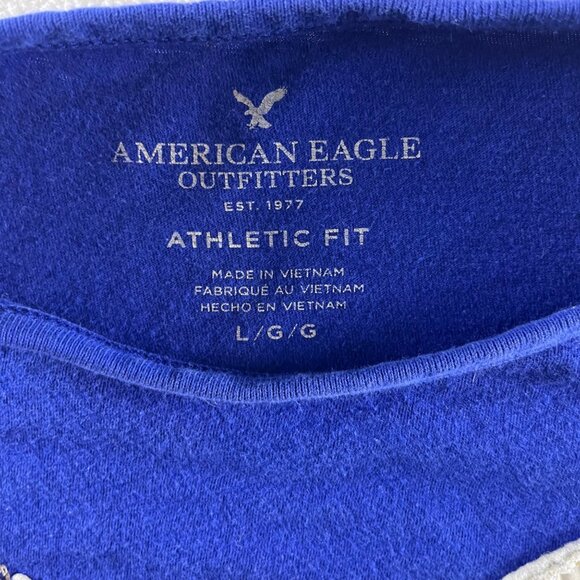 AMERICAN EAGLE
OUTFITTERS
EST. 1977
ATHLETIC FIT
MADE IN VIETNAM
FABRIQUÉ AU VIETNAM
HECHO EN VIETNAM
L/G/G